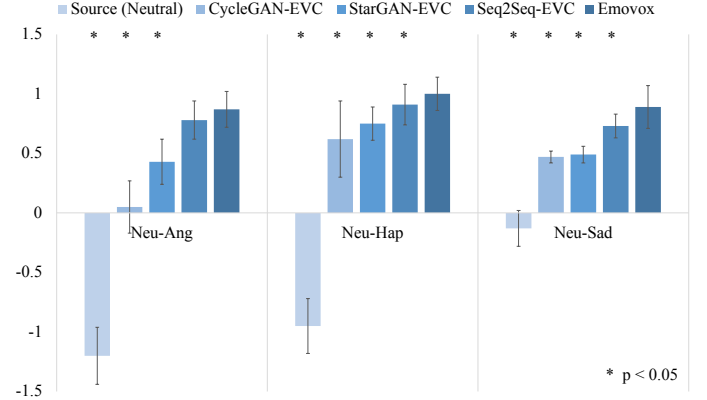 Source (Neutral) CycleGAN-EVC StarGAN-EVC Seq2Seq-EVC Emovox
1.5
* * * * * * * * * * *
1
0.5
0
Neu-Ang Neu-Hap Neu-Sad
-0.5
-1
* p < 0.05
-1.5